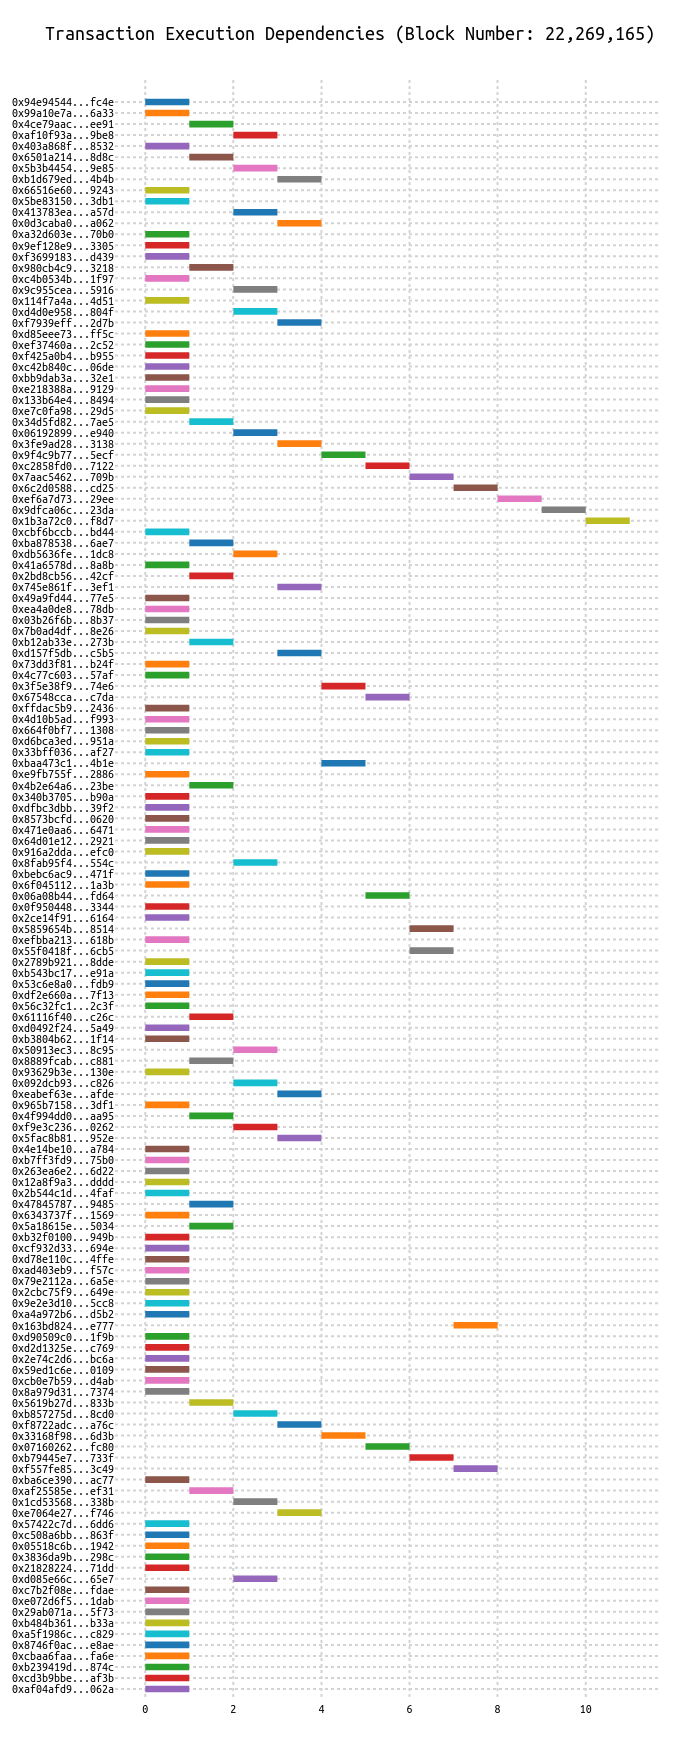 Transaction Execution Dependencies (Block Number: 22,269,165)
0x94e94544...fc4e
0x99a10e7a...6a33
0x4ce79aac...ee91
0xaf10f93a...9be8
0x403a868f...8532
0x6501a214...8d8c
0x5b3b4454...9e85
0xb1d679ed...4b4b
0x66516e60...9243
0x5be83150...3db1
0x413783ea...a57d
0x0d3caba0...a062
0xa32d603e...70b0
0x9ef128e9...3305
0xf3699183...d439
0x980cb4c9...3218
0xc4b0534b...1f97
0x9c955cea...5916
0x114f7a4a...4d51
0xd4d0e958...804f
0xf7939eff...2d7b
0xd85eee73...ff5c
0xef37460a...2c52
0xf425a0b4...b955
0xc42b840c...06de
0xbb9dab3a...32e1
0xe218388a...9129
0x133b64e4...8494
0xe7c0fa98...29d5
0x34d5fd82...7ae5
0x06192899...e940
0x3fe9ad28...3138
0x9f4c9b77...5ecf
0xc2858fd0...7122
0x7aac5462...709b
0x6c2d0588...cd25
0xef6a7d73...29ee
0x9dfca06c...23da
0x1b3a72c0...f8d7
0xcbf6bccb...bd44
0xba878538...6ae7
0xdb5636fe...1dc8
0x41a6578d...8a8b
0x2bd8cb56...42cf
0x745e861f...3ef1
0x49a9fd44...77e5
0xea4a0de8...78db
0x03b26f6b...8b37
0x7b0ad4df...8e26
0xb12ab33e...273b
0xd157f5db...c5b5
0x73dd3f81...b24f
0x4c77c603...57af
0x3f5e38f9...74e6
0x67548cca...c7da
0xffdac5b9...2436
0x4d10b5ad...f993
0x664f0bf7...1308
0xd6bca3ed...951a
0x33bff036...af27
0xbaa473c1...4b1e
0xe9fb755f...2886
0x4b2e64a6...23be
0x340b3705...b90a
0xdfbc3dbb...39f2
0x8573bcfd...0620
0x471e0aa6...6471
0x64d01e12...2921
0x916a2dda...efc0
0x8fab95f4...554c
0xbebc6ac9...471f
0x6f045112...1a3b
0x06a08b44...fd64
0x0f950448...3344
0x2ce14f91...6164
0x5859654b...8514
0xefbba213...618b
0x55f0418f...6cb5
0x2789b921...8dde
0xb543bc17...e91a
0x53c6e8a0...fdb9
0xdf2e660a...7f13
0x56c32fc1...2c3f
0x61116f40...c26c
0xd0492f24...5a49
0xb3804b62...1f14
0x50913ec3...8c95
0x8889fcab...c881
0x93629b3e...130e
0x092dcb93...c826
0xeabef63e...afde
0x965b7158...3df1
0x4f994dd0...aa95
0xf9e3c236...0262
0x5fac8b81...952e
0x4e14be10...a784
0xb7ff3fd9...75b0
0x263ea6e2...6d22
0x12a8f9a3...dddd
0x2b544c1d...4faf
0x47845787...9485
0x6343737f...1569
0x5a18615e...5034
0xb32f0100...949b
0xcf932d33...694e
0xd78e110c...4ffe
0xad403eb9...f57c
0x79e2112a...6a5e
0x2cbc75f9...649e
0x9e2e3d10...5cc8
0xa4a972b6...d5b2
0x163bd824...e777
0xd90509c0...1f9b
0xd2d1325e...c769
0x2e74c2d6...bc6a
0x59ed1c6e...0109
0xcb0e7b59...d4ab
0x8a979d31...7374
0x5619b27d...833b
0xb857275d...8cd0
0xf8722adc...a76c
0x33168f98...6d3b
0x07160262...fc80
0xb79445e7...733f
0xf557fe85...3c49
0xba6ce390...ac77
0xaf25585e...ef31
0x1cd53568...338b
0xe7064e27...f746
0x57422c7d...6dd6
0xc508a6bb...863f
0x05518c6b...1942
0x3836da9b...298c
0x21828224...71dd
0xd085e66c...65e7
0xc7b2f08e...fdae
0xe072d6f5...1dab
0x29ab071a...5f73
0xb484b361...b33a
0xa5f1986c...c829
0x8746f0ac...e8ae
0xcbaa6faa...fa6e
0xb239419d...874c
0xcd3b9bbe...af3b
0xaf04afd9...062a
0 2 4 6 8 10